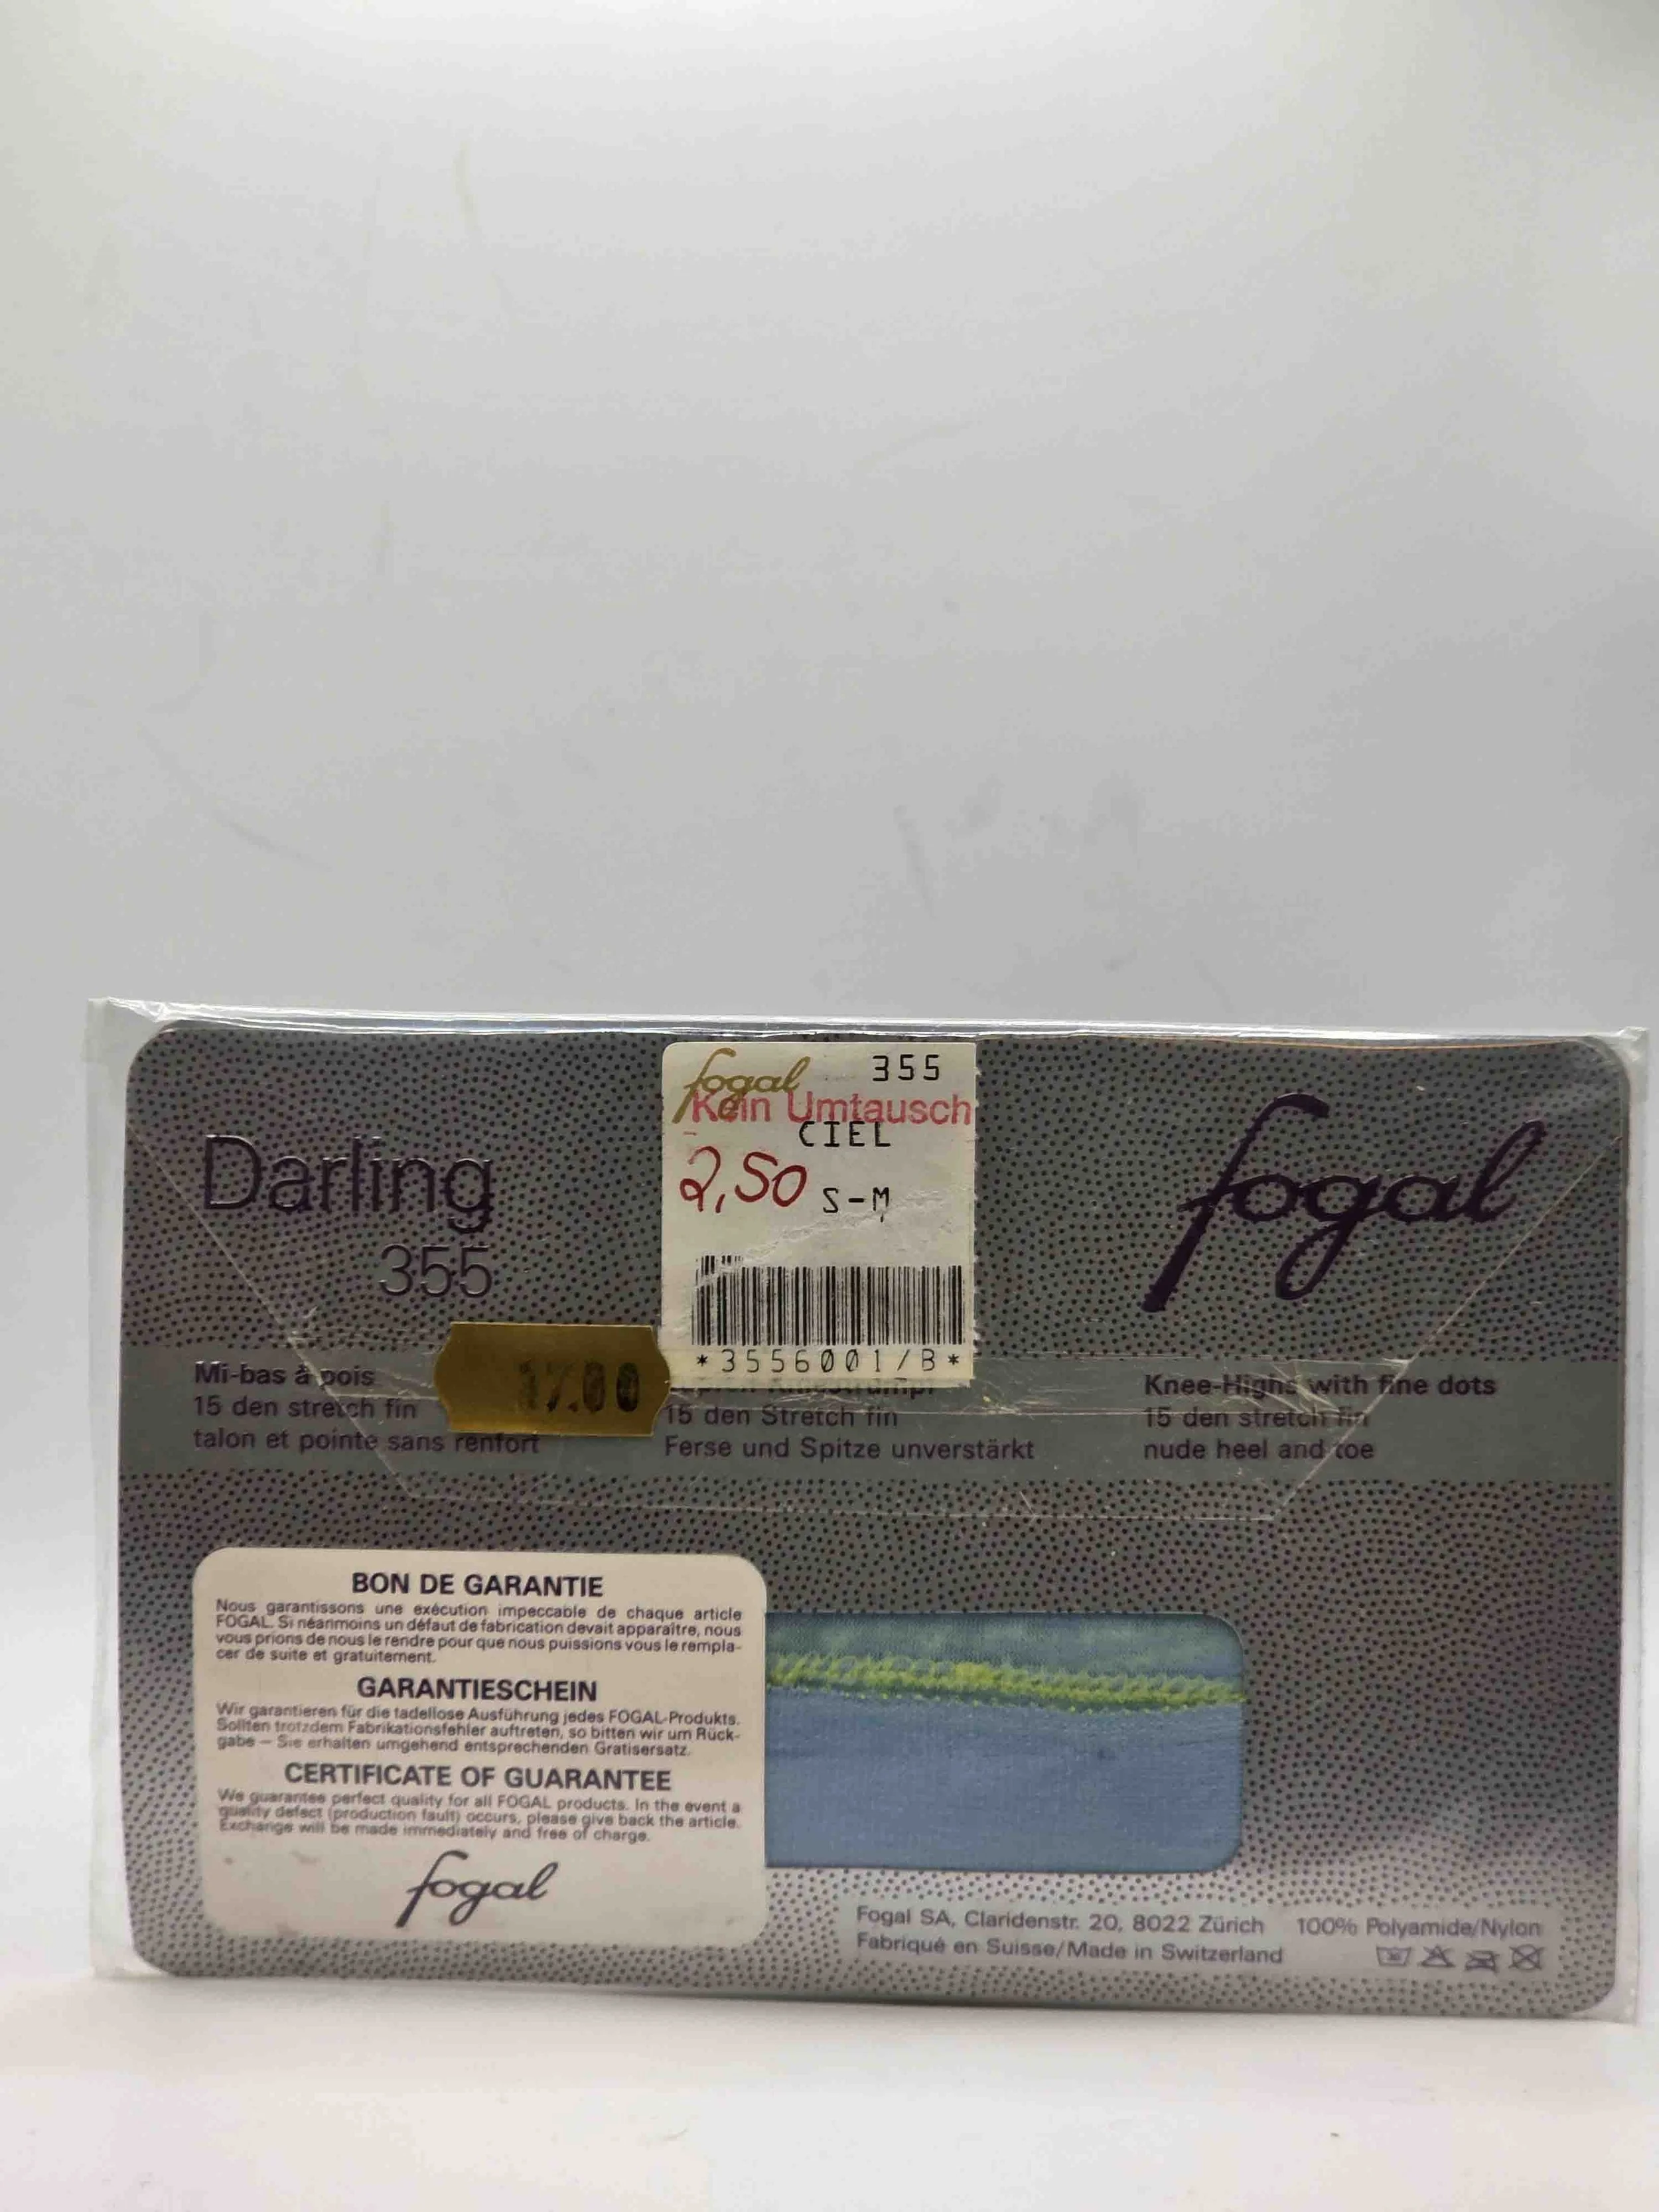 fogal 355
Kein Umtausch
CIEL
2,50 S-M
*3556001/B*
Darling
355
fogal
17.00
Mi-bas à pois
15 den stretch fin
talon et pointe sans renfort
15 den Stretch fin
Ferse und Spitze unverstärkt
Knee-Highs with fine dots
15 den stretch fin
nude heel and toe
BON DE GARANTIE
Nous garantissons une exécution impeccable de chaque article
FOGAL. Si néanmoins un défaut de fabrication devait apparaître, nous
vous prions de nous le rendre pour que nous puissions vous le rempla-
cer de suite et gratuitement.
GARANTIESCHEIN
Wir garantieren für die tadellose Ausführung jedes FOGAL-Produkts.
Sollten trotzdem Fabrikationsfehler auftreten, so bitten wir um Rück-
gabe – Sie erhalten umgehend entsprechenden Gratisersatz.
CERTIFICATE OF GUARANTEE
We guarantee perfect quality for all FOGAL products. In the event a
quality defect (production fault) occurs, please give back the article.
Exchange will be made immediately and free of charge.
fogal
Fogal SA, Claridenstr. 20, 8022 Zürich 100% Polyamide/Nylon
Fabriqué en Suisse/Made in Switzerland